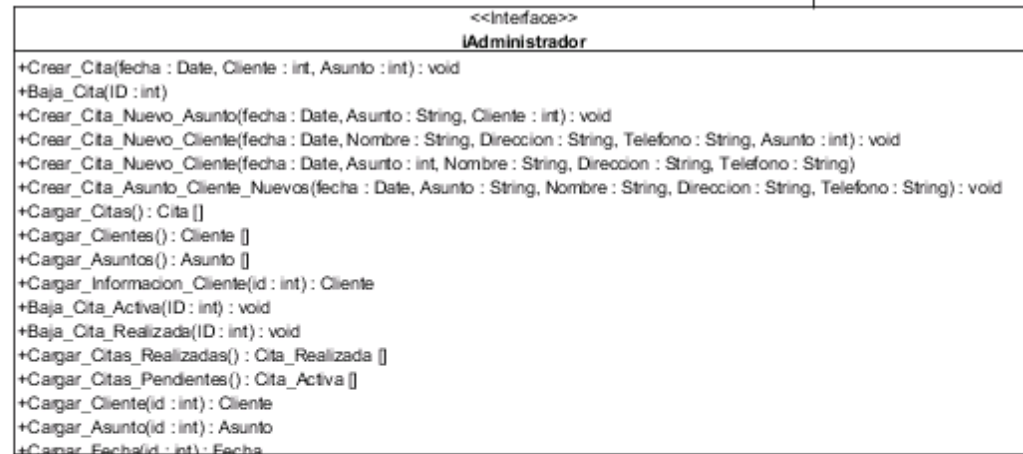 <<Interface>>
iAdministrador
+Crear_Cita(fecha : Date, Cliente : int, Asunto : int) : void
+Baja_Cita(ID : int)
+Crear_Cita_Nuevo_Asunto(fecha : Date, Asunto : String, Cliente : int) : void
+Crear_Cita_Nuevo_Cliente(fecha : Date, Nombre : String, Direccion : String, Telefono : String, Asunto : int) : void
+Crear_Cita_Nuevo_Cliente(fecha : Date, Asunto : int, Nombre : String, Direccion : String, Telefono : String)
+Crear_Cita_Asunto_Cliente_Nuevos(fecha : Date, Asunto : String, Nombre : String, Direccion : String, Telefono : String) : void
+Cargar_Citas() : Cita []
+Cargar_Clientes() : Cliente []
+Cargar_Asuntos() : Asunto []
+Cargar_Informacion_Cliente(id : int) : Cliente
+Baja_Cita_Activa(ID : int) : void
+Baja_Cita_Realizada(ID : int) : void
+Cargar_Citas_Realizadas() : Cita_Realizada []
+Cargar_Citas_Pendientes() : Cita_Activa []
+Cargar_Cliente(id : int) : Cliente
+Cargar_Asunto(id : int) : Asunto
+Cargar_Fecha(id : int) : Fecha